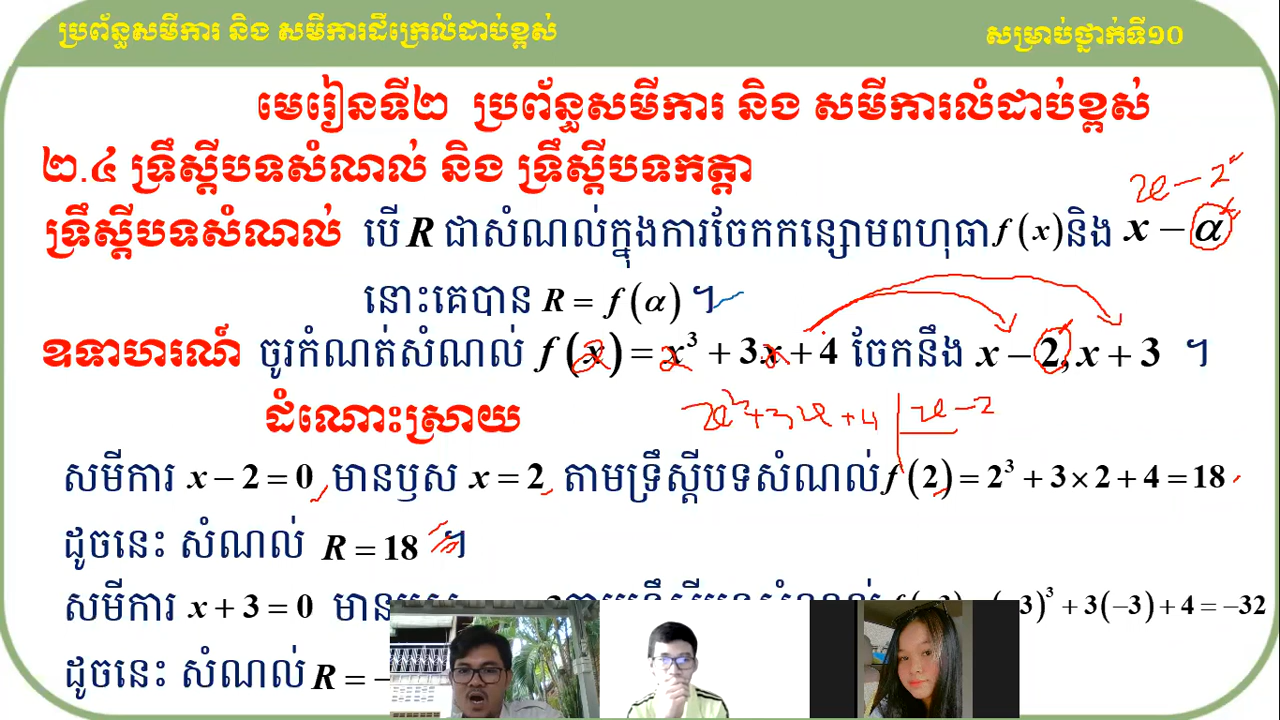 ប្រព័ន្ធសមីការ និង សមីការដឺក្រេលំដាប់ខ្ពស់ សម្រាប់ថ្នាក់ទី១០
មេរៀនទី២ ប្រព័ន្ធសមីការ និង សមីការលំដាប់ខ្ពស់
២.៤ ទ្រឹស្តីបទសំណល់ និង ទ្រឹស្តីបទកត្តា
x − 2
ទ្រឹស្តីបទសំណល់ បើ R ជាសំណល់ក្នុងការចែកកន្សោមពហុធា f(x) និង x − α
នោះគេបាន R = f(α) ។
ឧទាហរណ៍ ចូរកំណត់សំណល់ f(x) = x³ + 3x + 4 ចែកនឹង x − 2, x + 3 ។
x³ + 3x + 4 | x − 2
ដំណោះស្រាយ
សមីការ x − 2 = 0 មានឫស x = 2 តាមទ្រឹស្តីបទសំណល់ f(2) = 2³ + 3 × 2 + 4 = 18
ដូចនេះ សំណល់ R = 18 ។
សមីការ x + 3 = 0 3)³ + 3(−3) + 4 = −32
ដូចនេះ សំណល់ R = −